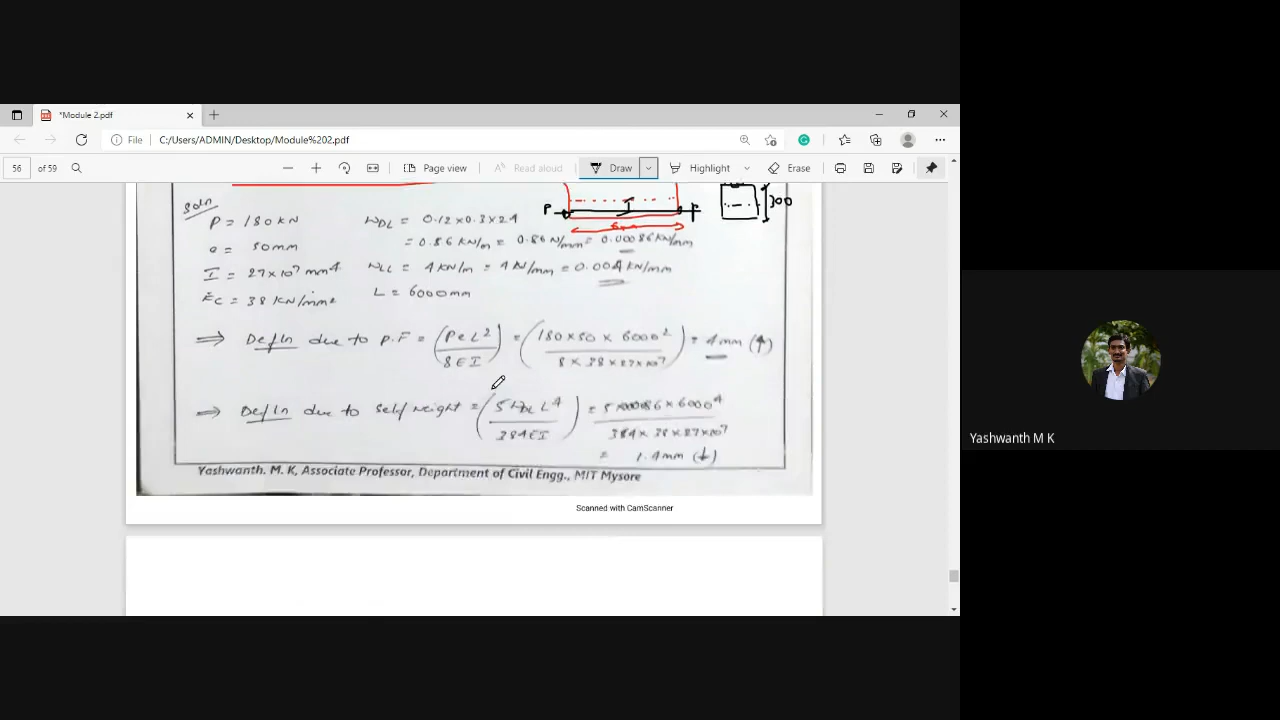 *Module 2.pdf
File C:/Users/ADMIN/Desktop/Module%202.pdf
56 of 59 Page view Read aloud Draw Highlight Erase
Soln
P = 180 kN
e = 50mm
I = 27×10⁷ mm⁴
Ec = 38 KN/mm²
WDL = 0.12×0.3×24
= 0.86 KN/m = 0.86 N/mm = 0.00086 KN/mm
WLL = 4 KN/m = 4 N/mm = 0.004 KN/mm
L = 6000mm
P P
6m
300
⇒ Defln due to P.F = (PeL²/8EI) = (180×50×6000²/8×38×27×10⁷) = 4mm (↑)
⇒ Defln due to self weight = (5WDL L⁴/384EI) = 5×0.00086×6000⁴/384×38×27×10⁷
= 1.4mm (↓)
Yashwanth. M. K, Associate Professor, Department of Civil Engg., MIT Mysore
Scanned with CamScanner
Yashwanth M K